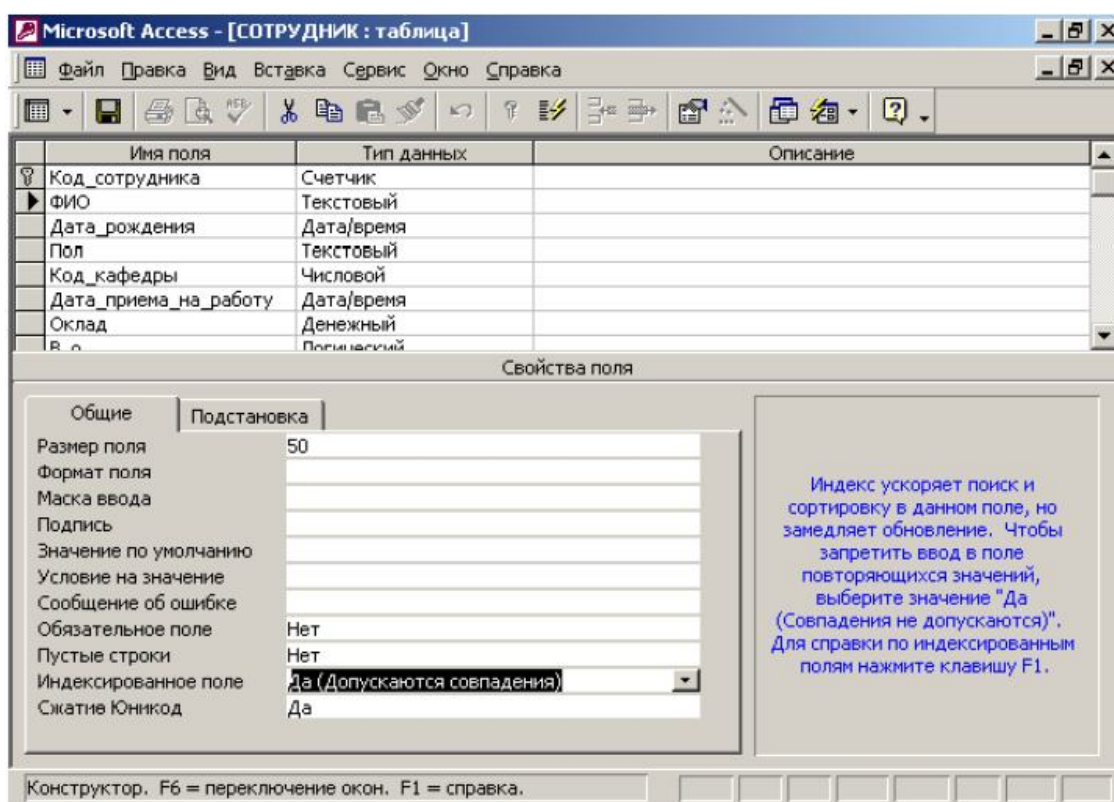 Microsoft Access - [СОТРУДНИК : таблица]
Файл Правка Вид Вставка Сервис Окно Справка
Имя поля Тип данных Описание
Код_сотрудника Счетчик
ФИО Текстовый
Дата_рождения Дата/время
Пол Текстовый
Код_кафедры Числовой
Дата_приема_на_работу Дата/время
Оклад Денежный
В_о Логический
Свойства поля
Общие Подстановка
Размер поля 50
Формат поля
Маска ввода
Подпись
Значение по умолчанию
Условие на значение
Сообщение об ошибке
Обязательное поле Нет
Пустые строки Нет
Индексированное поле Да (Допускаются совпадения)
Сжатие Юникод Да
Индекс ускоряет поиск и
сортировку в данном поле, но
замедляет обновление. Чтобы
запретить ввод в поле
повторяющихся значений,
выберите значение "Да
(Совпадения не допускаются)".
Для справки по индексированным
полям нажмите клавишу F1.
Конструктор. F6 = переключение окон. F1 = справка.